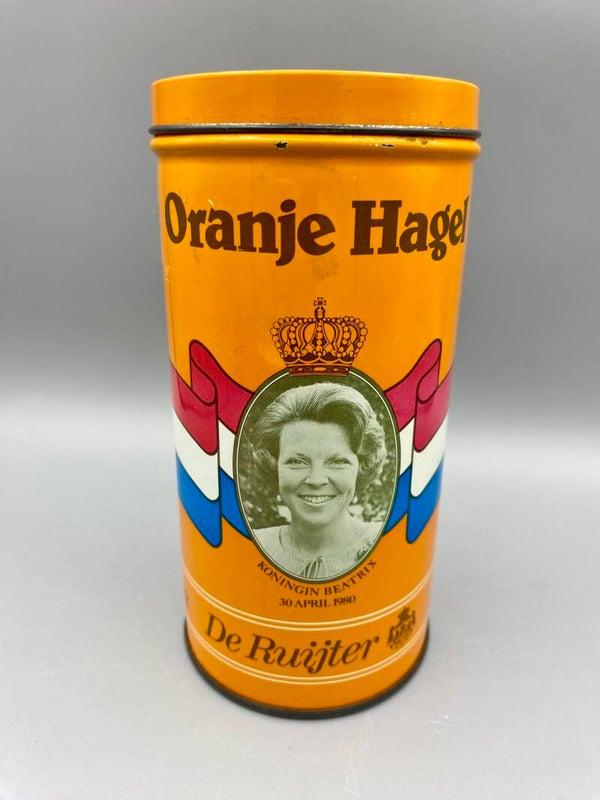 Oranje Hagel
KONINGIN BEATRIX
30 APRIL 1980
De Ruijter